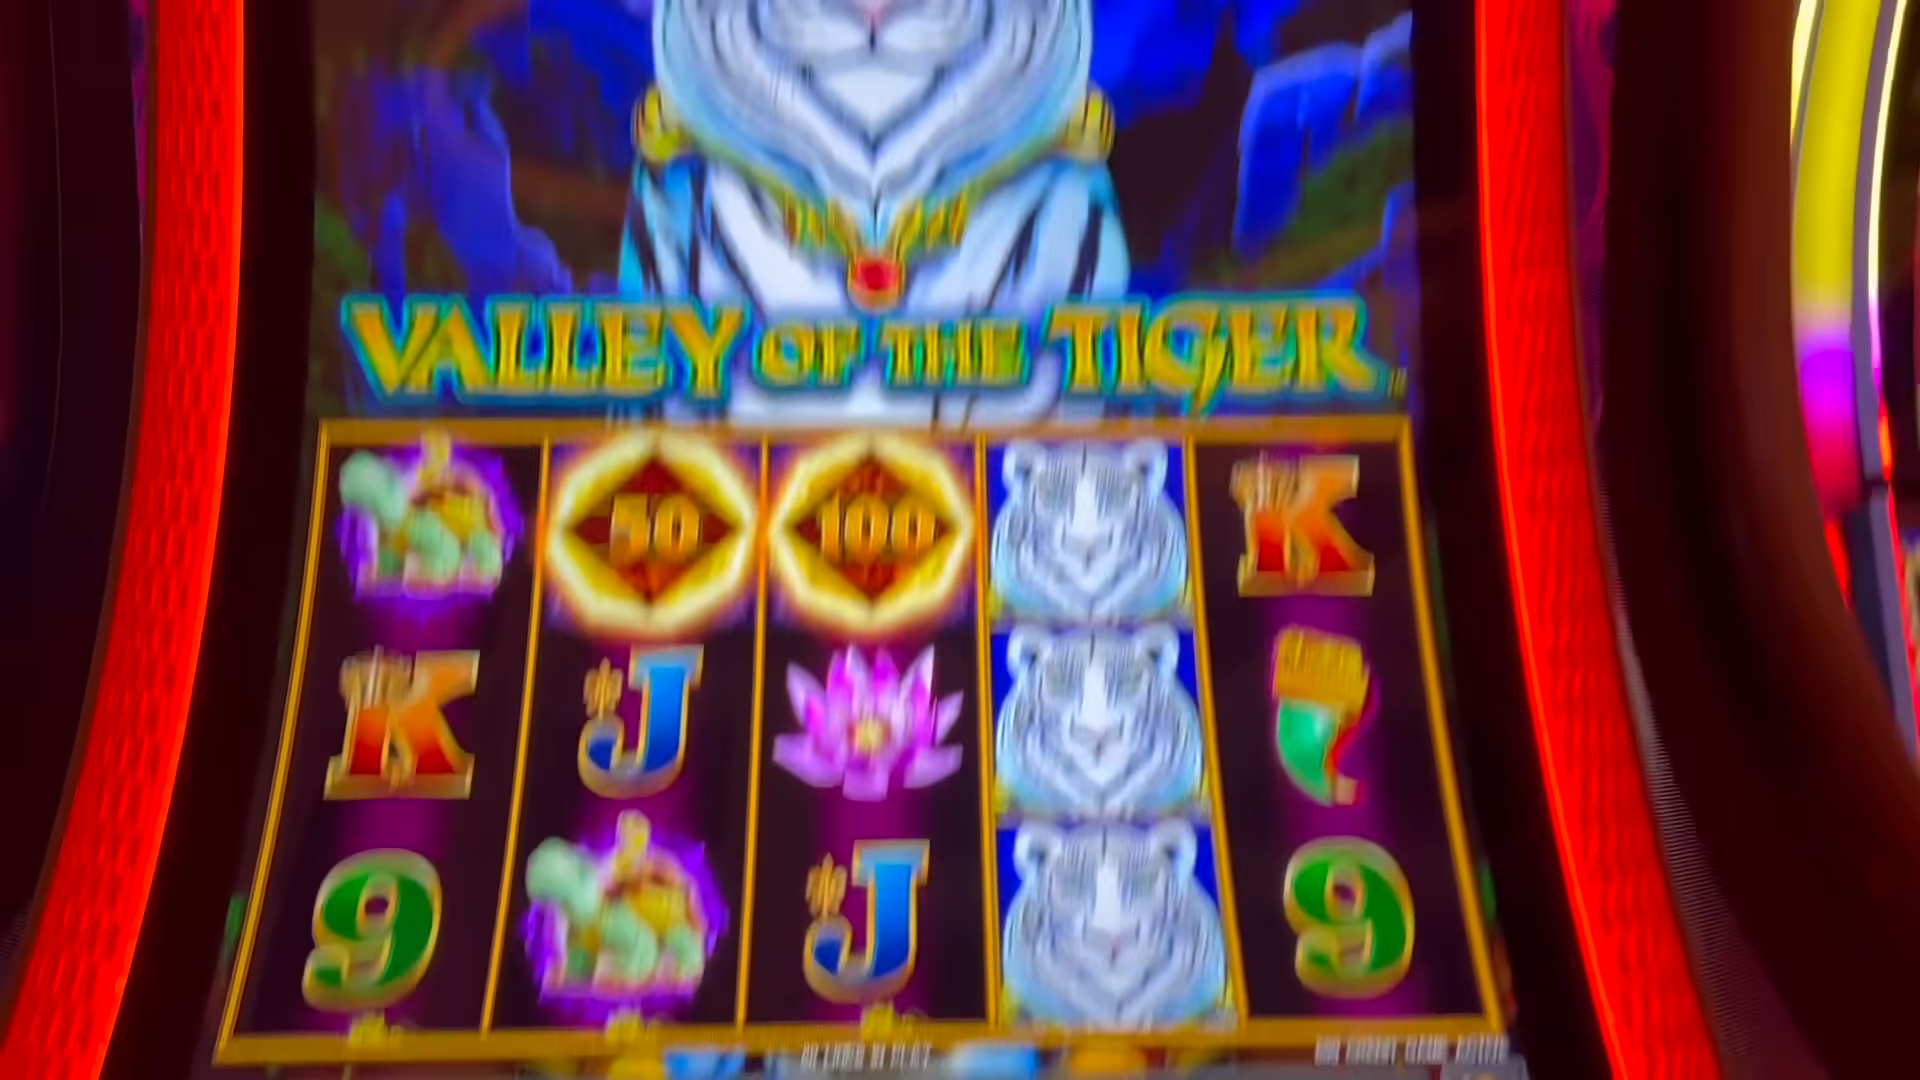 VALLEY OF THE TIGER
50 100 K
K J
9 J 9